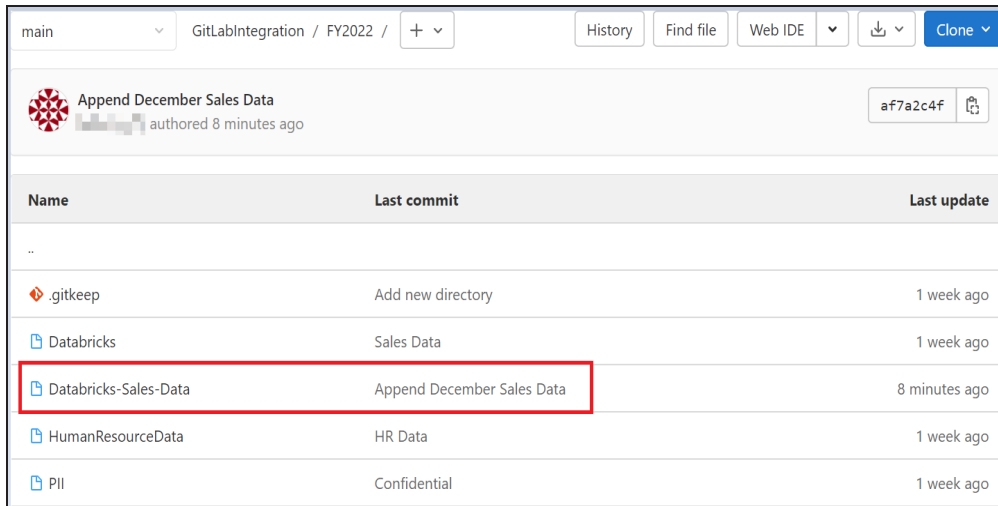 main GitLabIntegration / FY2022 / + History Find file Web IDE Clone
Append December Sales Data
authored 8 minutes ago af7a2c4f
Name Last commit Last update
..
.gitkeep Add new directory 1 week ago
Databricks Sales Data 1 week ago
Databricks-Sales-Data Append December Sales Data 8 minutes ago
HumanResourceData HR Data 1 week ago
PII Confidential 1 week ago